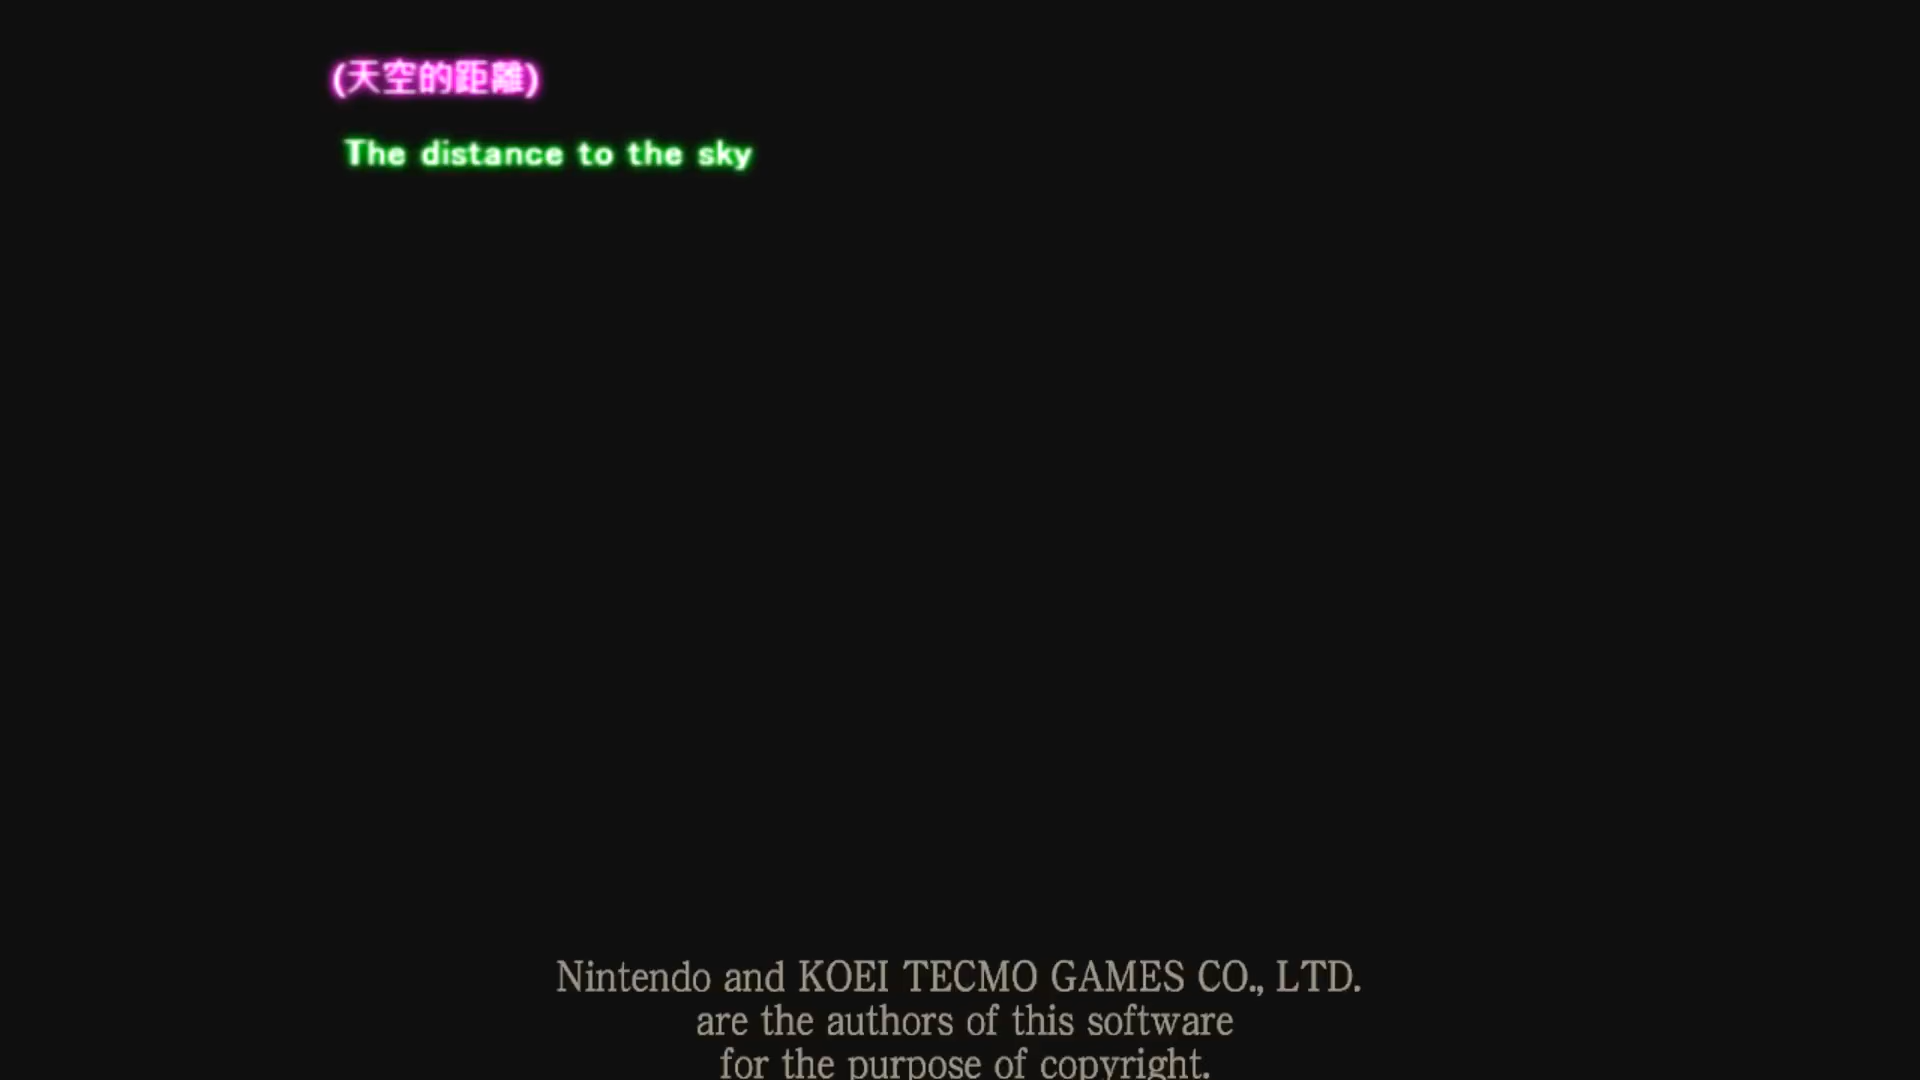 (天空的距離)
The distance to the sky
Nintendo and KOEI TECMO GAMES CO., LTD.
are the authors of this software
for the purpose of copyright.